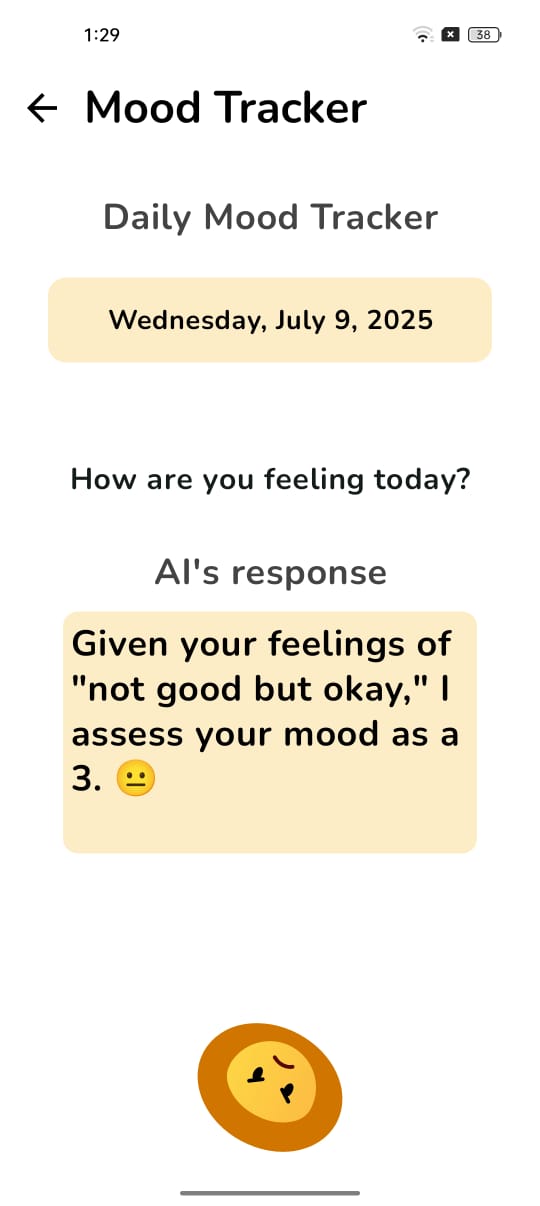 1:29
38
Mood Tracker
Daily Mood Tracker
Wednesday, July 9, 2025
How are you feeling today?
AI's response
Given your feelings of
"not good but okay," I
assess your mood as a
3. 😐